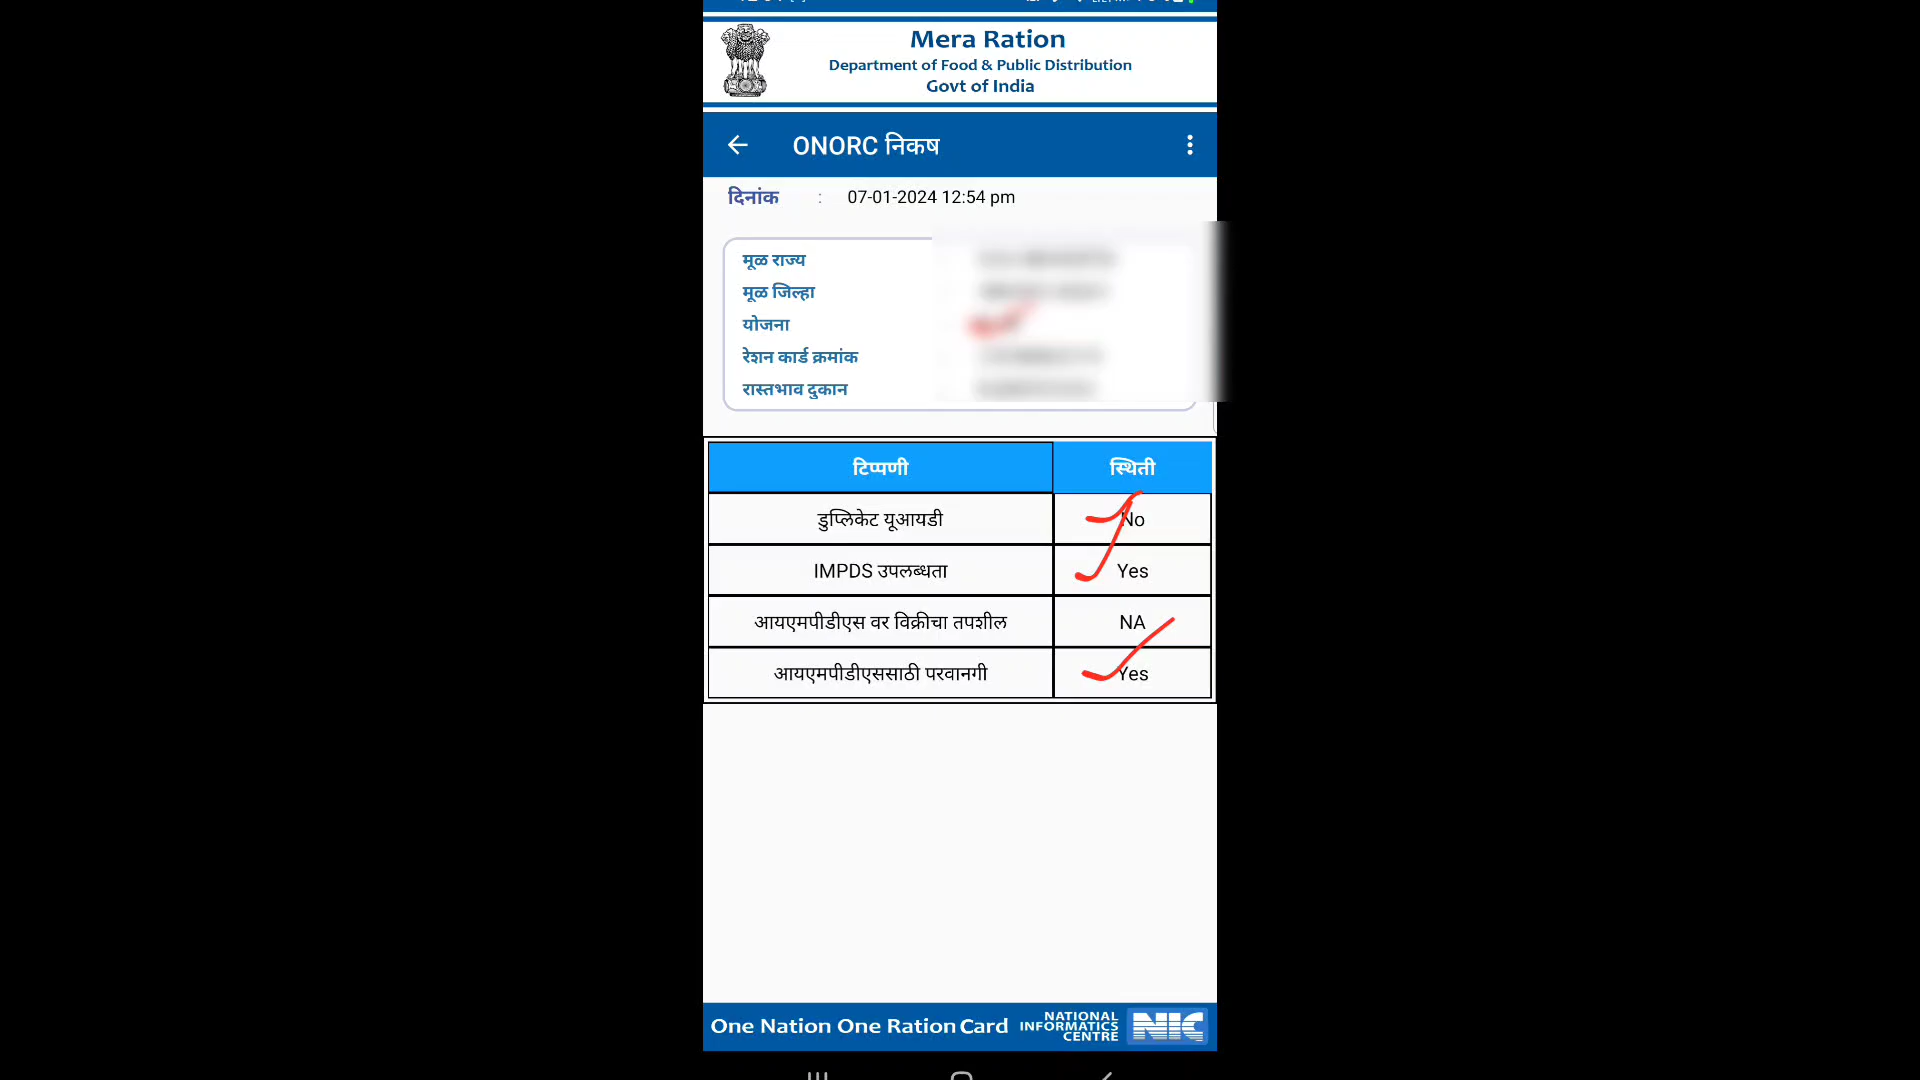 Mera Ration
Department of Food & Public Distribution
Govt of India
ONORC निकष
दिनांक : 07-01-2024 12:54 pm
मूळ राज्य
मूळ जिल्हा
योजना
रेशन कार्ड क्रमांक
रास्तभाव दुकान
टिप्पणी स्थिती
डुप्लिकेट यूआयडी No
IMPDS उपलब्धता Yes
आयएमपीडीएस वर विक्रीचा तपशील NA
आयएमपीडीएससाठी परवानगी Yes
One Nation One Ration Card
NATIONAL
INFORMATICS
CENTRE
NIC